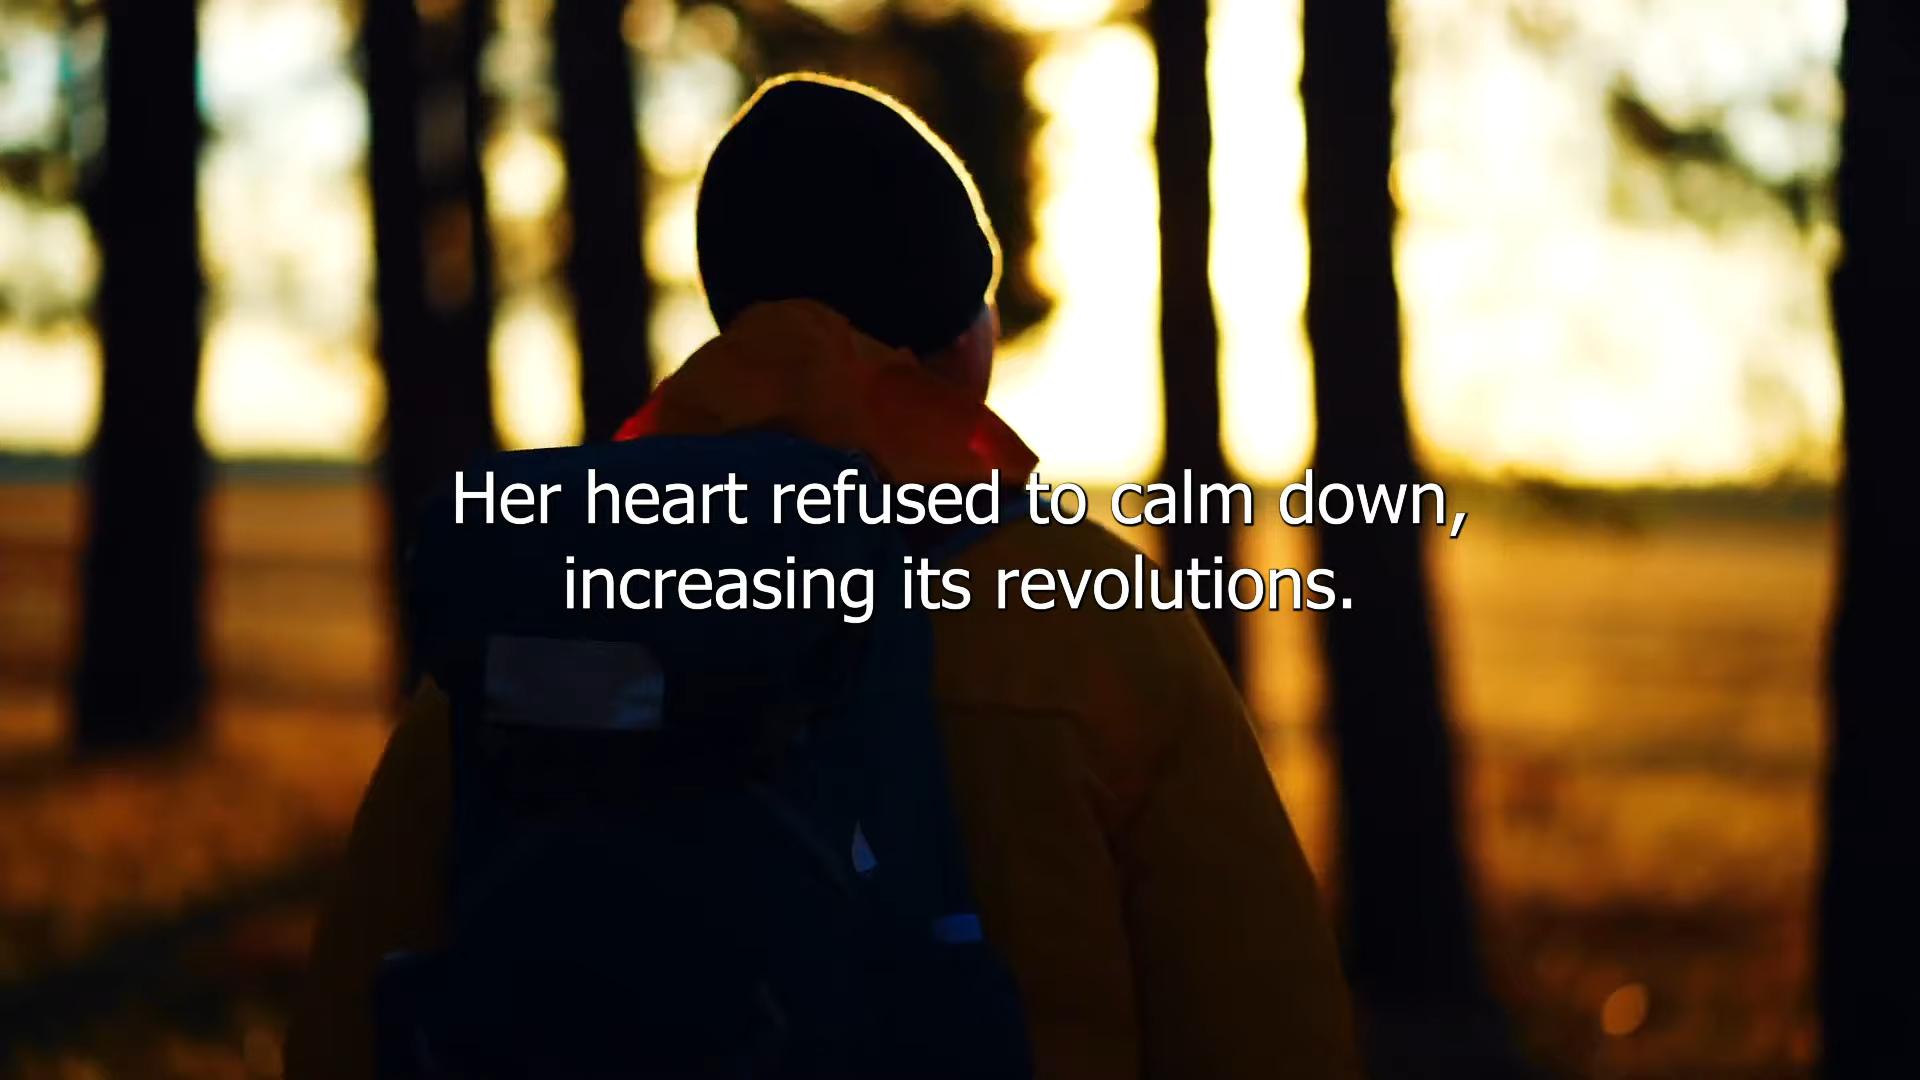 Her heart refused to calm down,
increasing its revolutions.